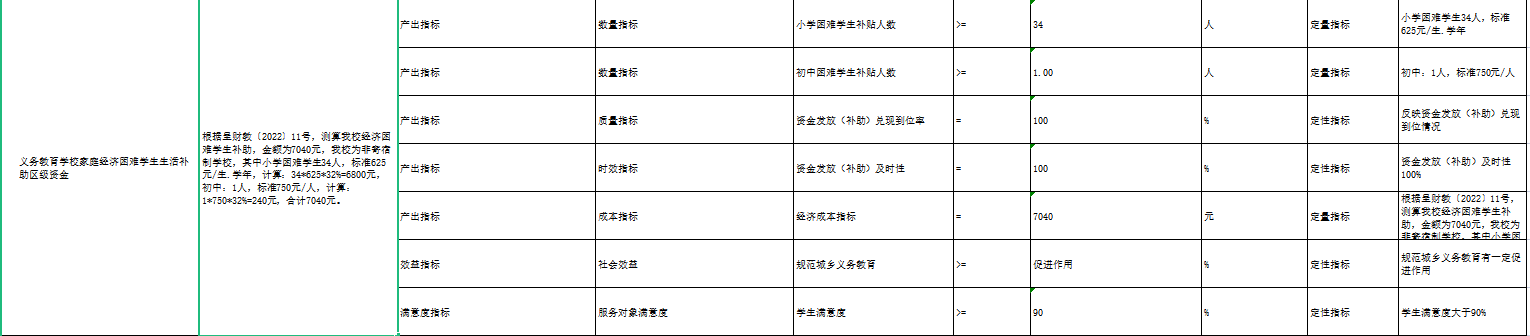 义务教育学校家庭经济困难学生生活补
助区级资金
根据呈财教〔2022〕11号，测算我校经济困
难学生补助，金额为7040元，我校为非寄宿
制学校，其中小学困难学生34人，标准625
元/生.学年，计算：34*625*32%=6800元，
初中：1人，标准750元/人，计算：
1*750*32%=240元，合计7040元。
产出指标 数量指标 小学困难学生补贴人数 >= 34 人 定量指标 小学困难学生34人，标准
625元/生.学年
产出指标 数量指标 初中困难学生补贴人数 >= 1.00 人 定量指标 初中：1人，标准750元/人
产出指标 质量指标 资金发放（补助）兑现到位率 = 100 % 定性指标 反映资金发放（补助）兑现
到位情况
产出指标 时效指标 资金发放（补助）及时性 = 100 % 定性指标 资金发放（补助）及时性
100%
产出指标 成本指标 经济成本指标 = 7040 元 定量指标 根据呈财教〔2022〕11号，
测算我校经济困难学生补
助，金额为7040元，我校为
非寄宿制学校，其中小学困
效益指标 社会效益 规范城乡义务教育 >= 促进作用 % 定性指标 规范城乡义务教育有一定促
进作用
满意度指标 服务对象满意度 学生满意度 >= 90 % 定性指标 学生满意度大于90%